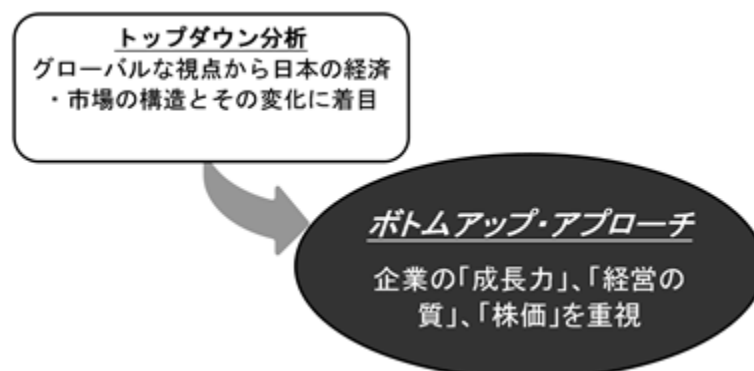 トップダウン分析
グローバルな視点から日本の経済
・市場の構造とその変化に着目
ボトムアップ・アプローチ
企業の「成長力」、「経営の
質」、「株価」を重視